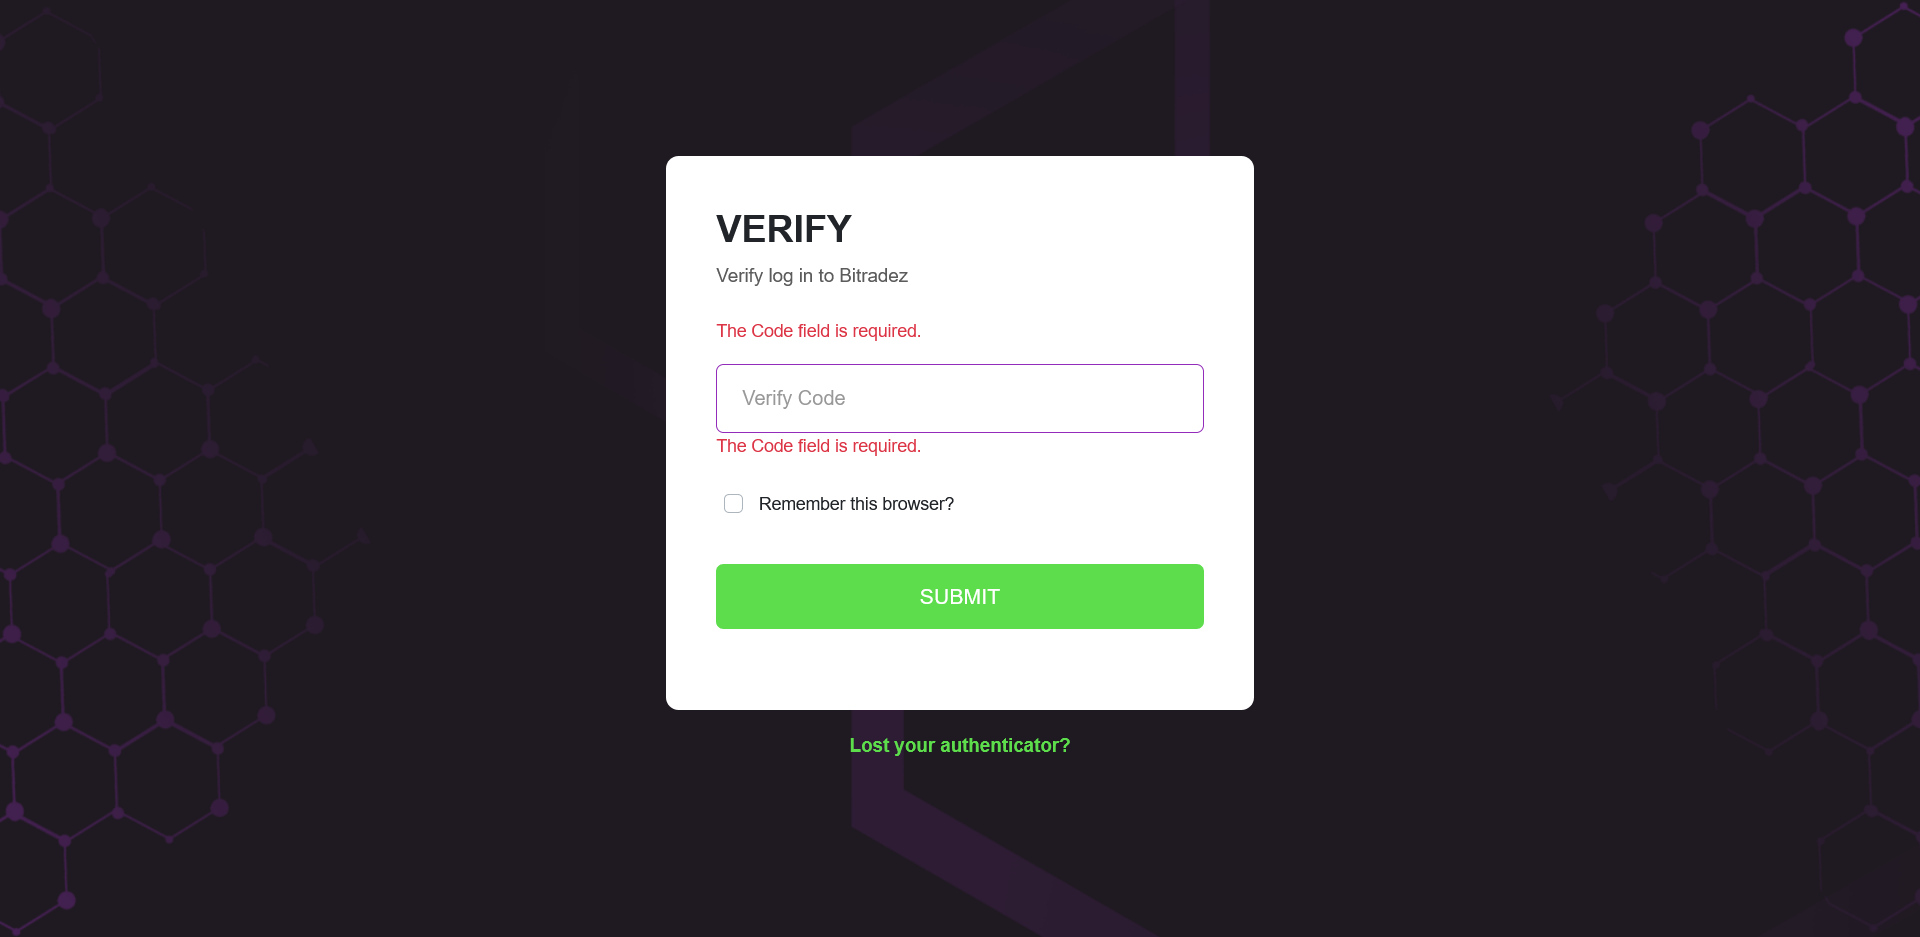 VERIFY
Verify log in to Bitradez
The Code field is required.
Verify Code
The Code field is required.
Remember this browser?
SUBMIT
Lost your authenticator?